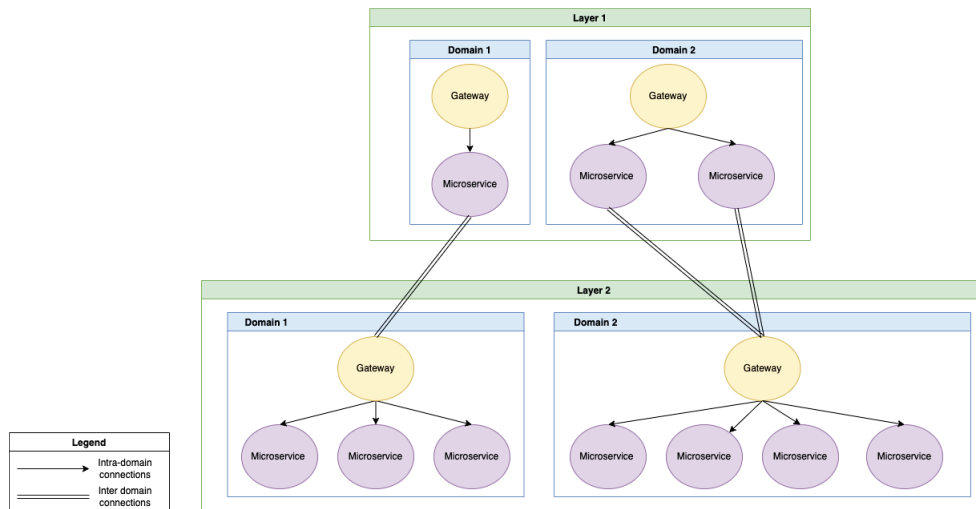 Layer 1
Domain 1
Domain 2
Gateway
Gateway
Microservice
Microservice
Microservice
Layer 2
Domain 1
Domain 2
Gateway
Gateway
Microservice
Microservice
Microservice
Microservice
Microservice
Microservice
Microservice
Legend
Intra-domain
connections
Inter domain
connections